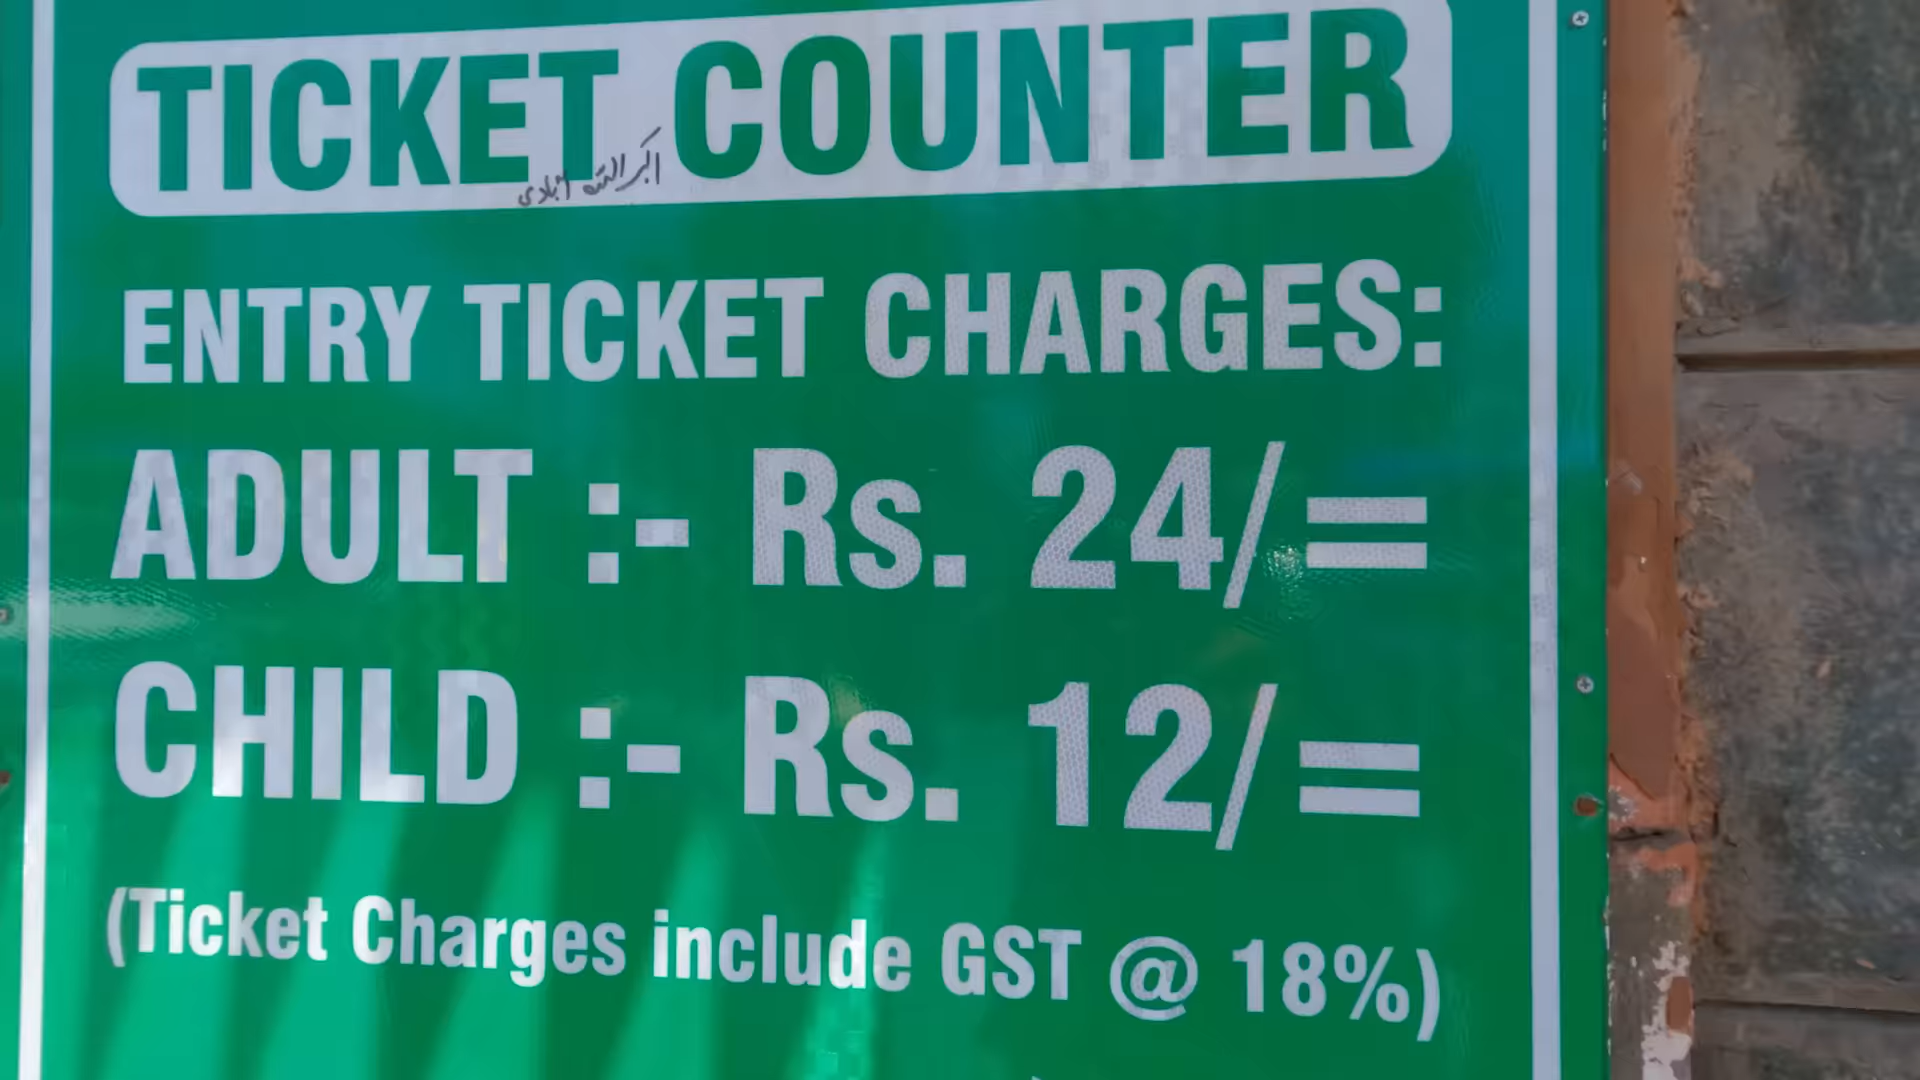 TICKET COUNTER
ENTRY TICKET CHARGES:
ADULT :- Rs. 24/=
CHILD :- Rs. 12/=
(Ticket Charges include GST @ 18%)